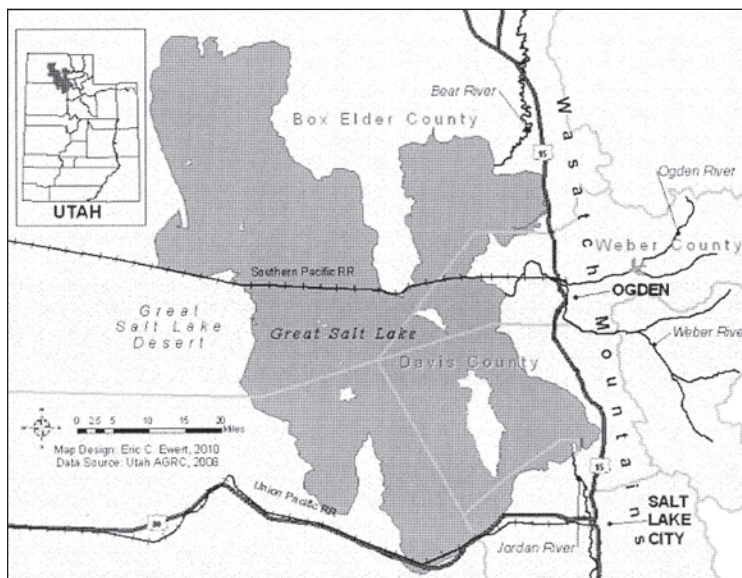 UTAH
Bear River
Box Elder County
15
Wasatch Mountains
Ogden River
Weber County
Southern Pacific RR
OGDEN
Great
Salt Lake
Desert
Great Salt Lake
Davis County
Weber River
0 2.5 5 10 15 20
Miles
Map Design: Eric C. Ewert, 2010
Data Source: Utah AGRC, 2008
Union Pacific RR
80
15
SALT
LAKE
CITY
Jordan River